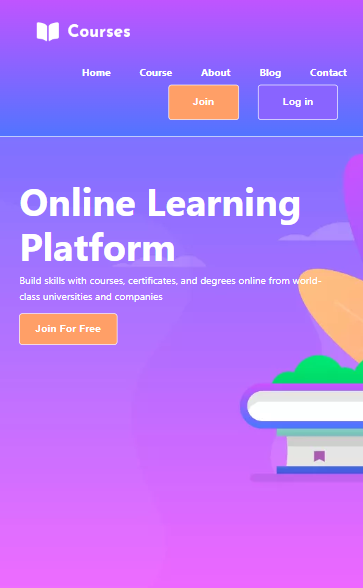 Courses
Home Course About Blog Contact
Join Log in
Online Learning
Platform
Build skills with courses, certificates, and degrees online from world-
class universities and companies
Join For Free